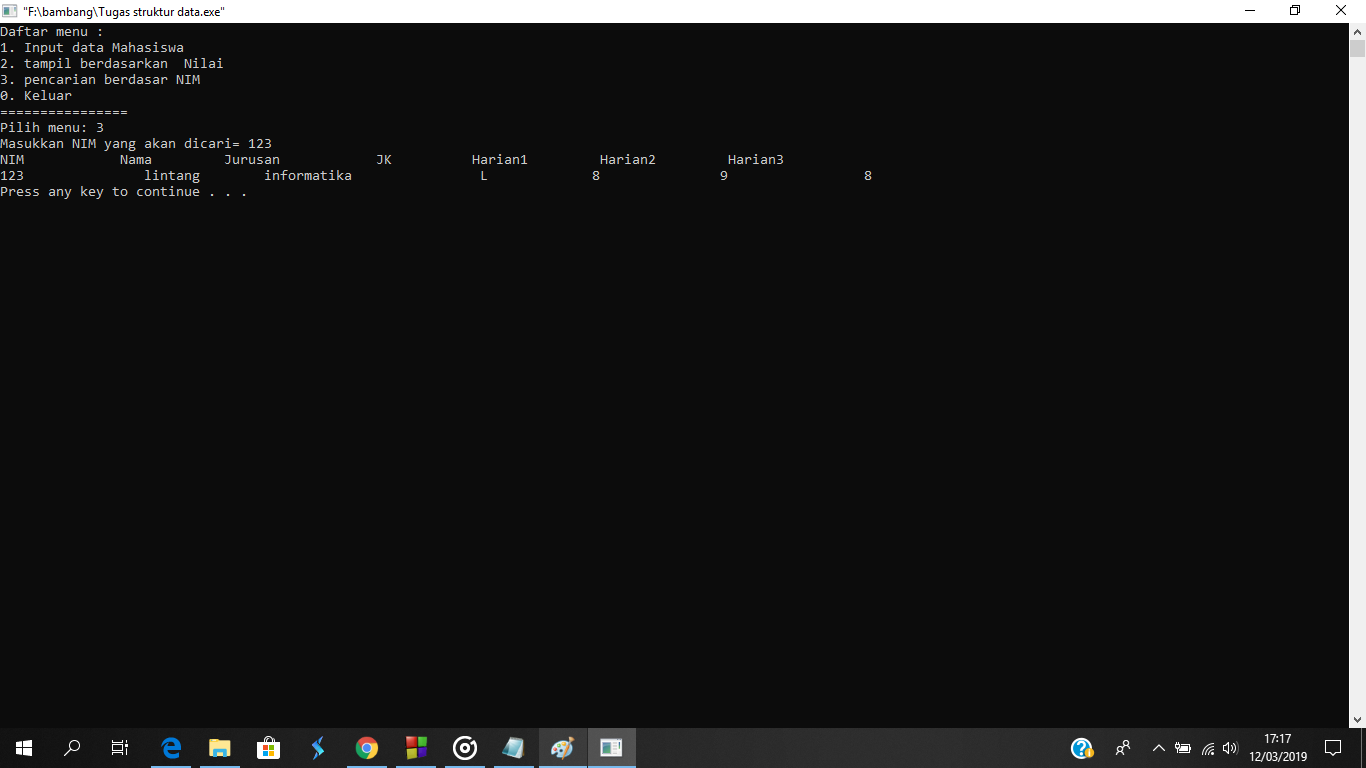 "F:\bambang\Tugas struktur data.exe"
Daftar menu :
1. Input data Mahasiswa
2. tampil berdasarkan  Nilai
3. pencarian berdasar NIM
0. Keluar
================
Pilih menu: 3
Masukkan NIM yang akan dicari= 123
NIM            Nama         Jurusan            JK          Harian1         Harian2         Harian3
123               lintang        informatika                L             8               9                 8
Press any key to continue . . .
17:17
12/03/2019